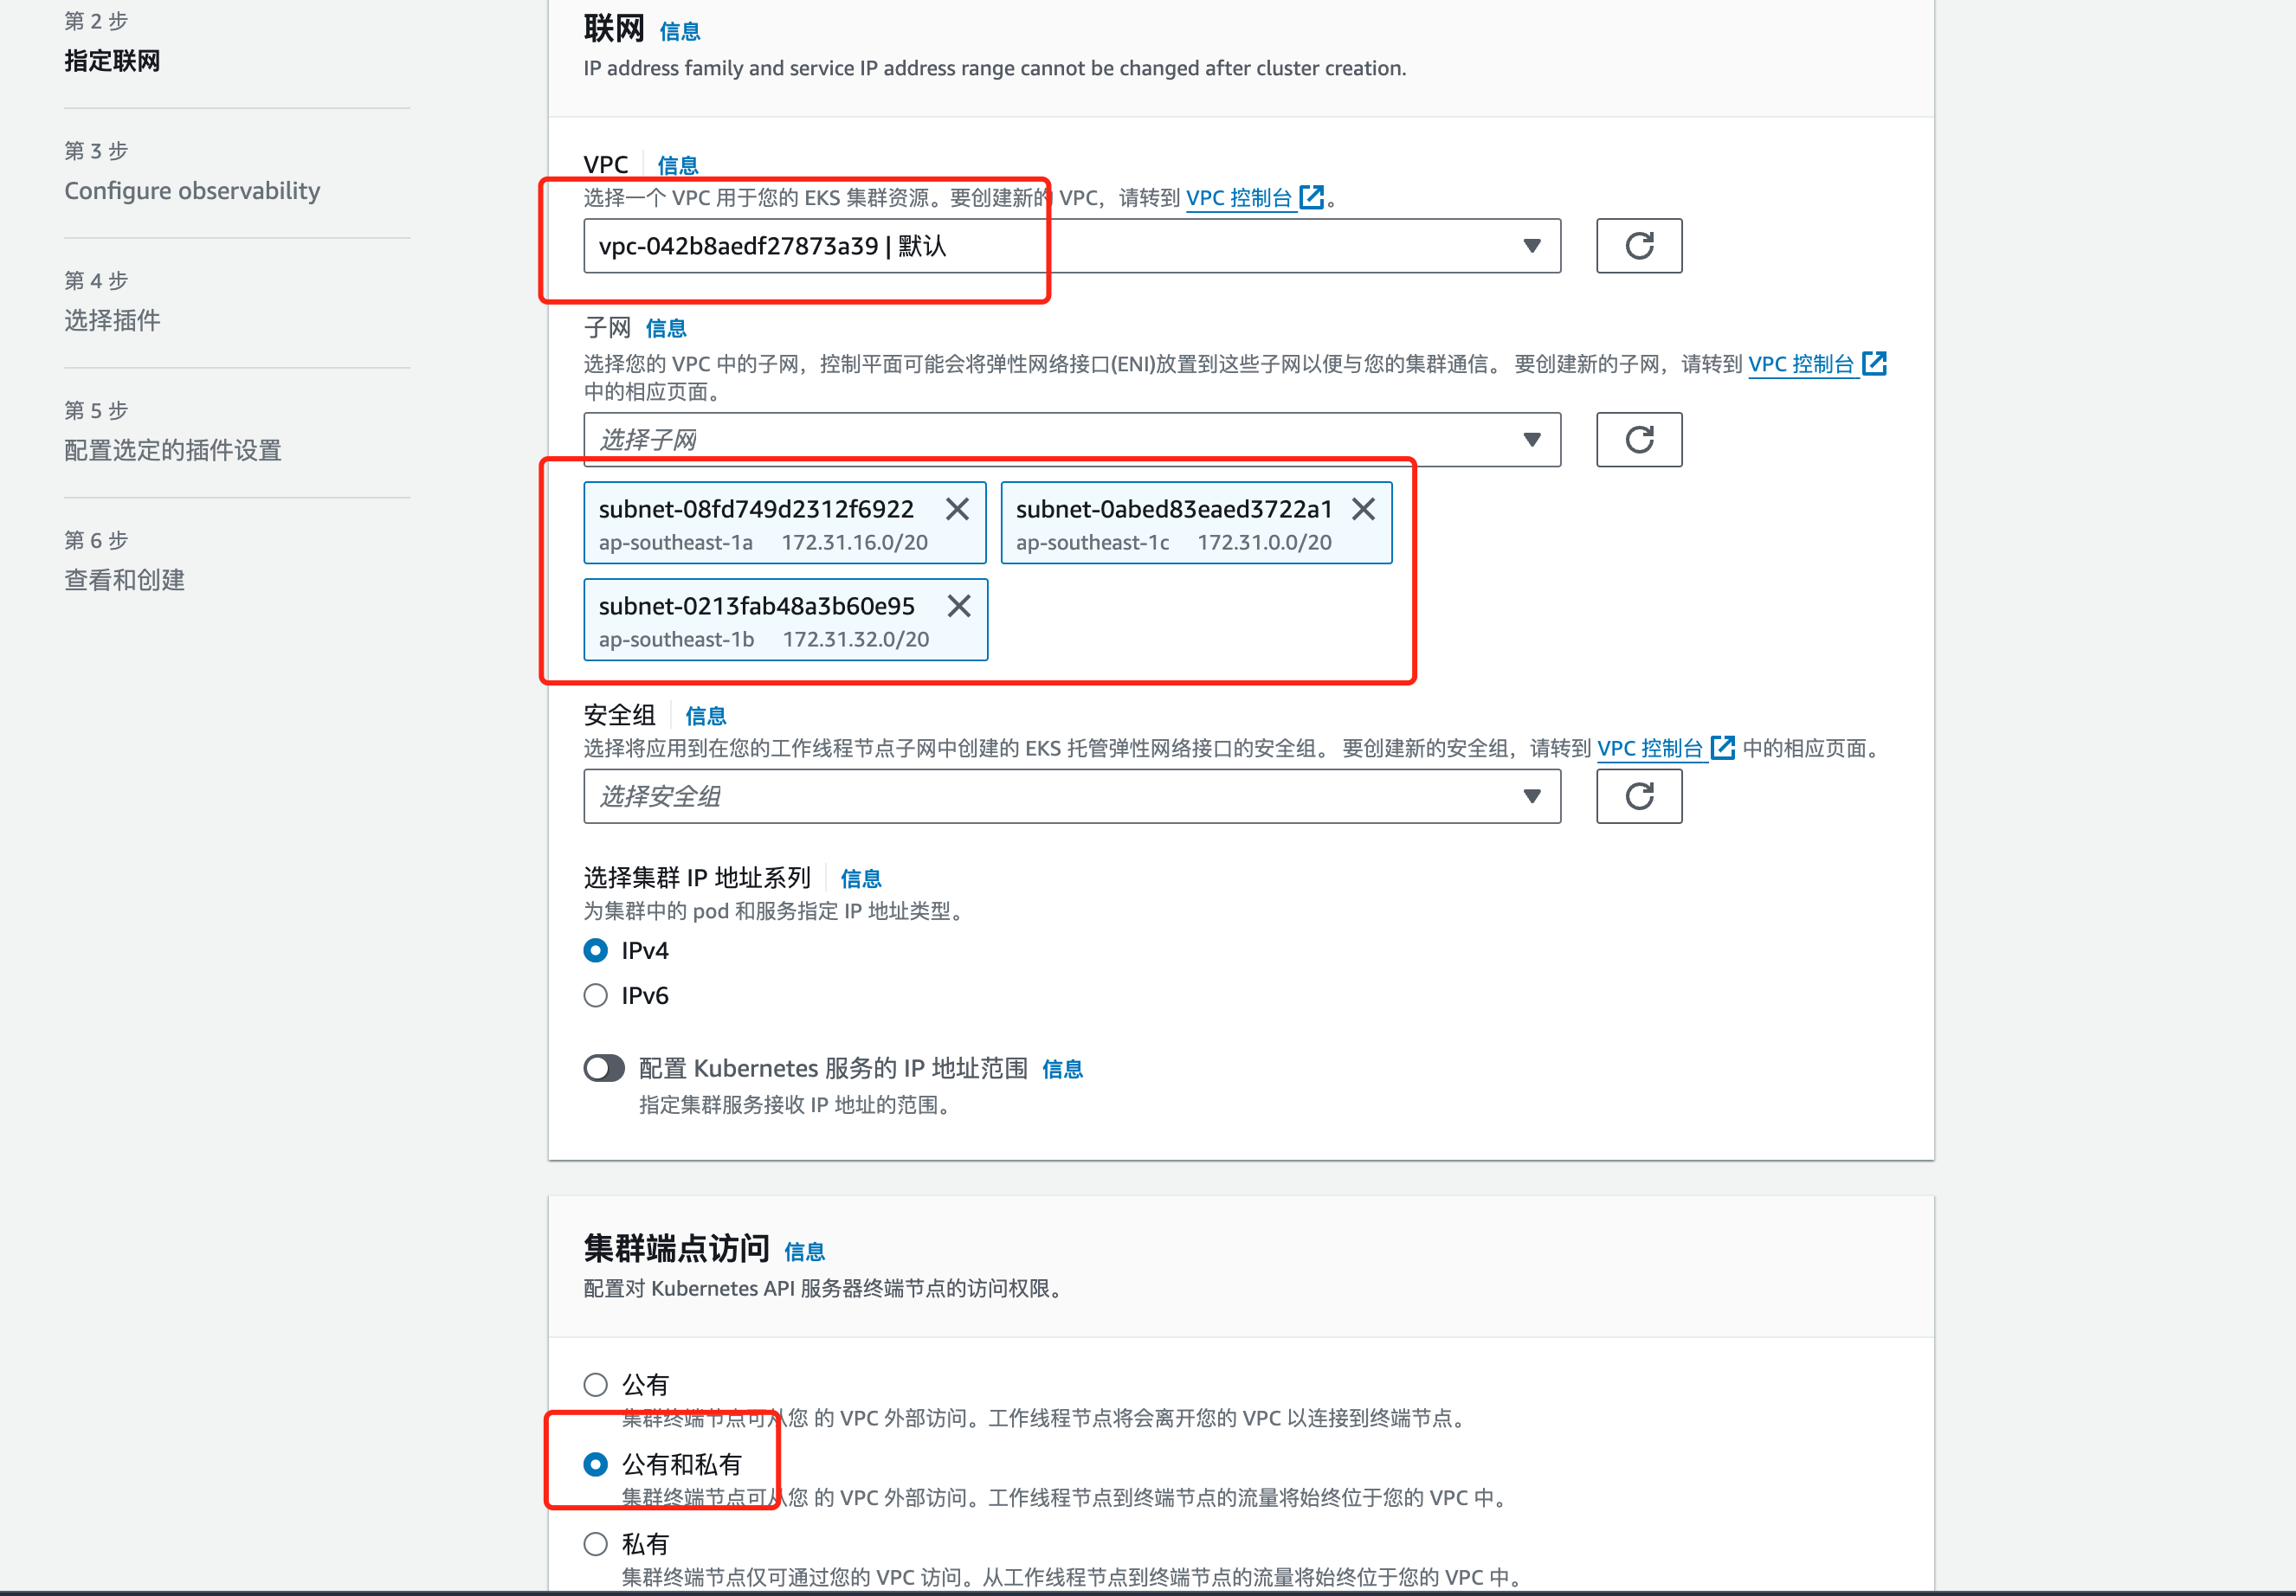 第 2 步
指定联网
第 3 步
Configure observability
第 4 步
选择插件
第 5 步
配置选定的插件设置
第 6 步
查看和创建
联网 信息
IP address family and service IP address range cannot be changed after cluster creation.
VPC 信息
选择一个 VPC 用于您的 EKS 集群资源。要创建新的 VPC，请转到 VPC 控制台。
vpc-042b8aedf27873a39 | 默认
子网 信息
选择您的 VPC 中的子网，控制平面可能会将弹性网络接口(ENI)放置到这些子网以便与您的集群通信。 要创建新的子网，请转到 VPC 控制台
中的相应页面。
选择子网
subnet-08fd749d2312f6922 subnet-0abed83eaed3722a1
ap-southeast-1a 172.31.16.0/20 ap-southeast-1c 172.31.0.0/20
subnet-0213fab48a3b60e95
ap-southeast-1b 172.31.32.0/20
安全组 信息
选择将应用到在您的工作线程节点子网中创建的 EKS 托管弹性网络接口的安全组。 要创建新的安全组，请转到 VPC 控制台 中的相应页面。
选择安全组
选择集群 IP 地址系列 信息
为集群中的 pod 和服务指定 IP 地址类型。
IPv4
IPv6
配置 Kubernetes 服务的 IP 地址范围 信息
指定集群服务接收 IP 地址的范围。
集群端点访问 信息
配置对 Kubernetes API 服务器终端节点的访问权限。
公有
集群终端节点可从您 的 VPC 外部访问。工作线程节点将会离开您的 VPC 以连接到终端节点。
公有和私有
集群终端节点可从您 的 VPC 外部访问。工作线程节点到终端节点的流量将始终位于您的 VPC 中。
私有
集群终端节点仅可通过您的 VPC 访问。从工作线程节点到终端节点的流量将始终位于您的 VPC 中。